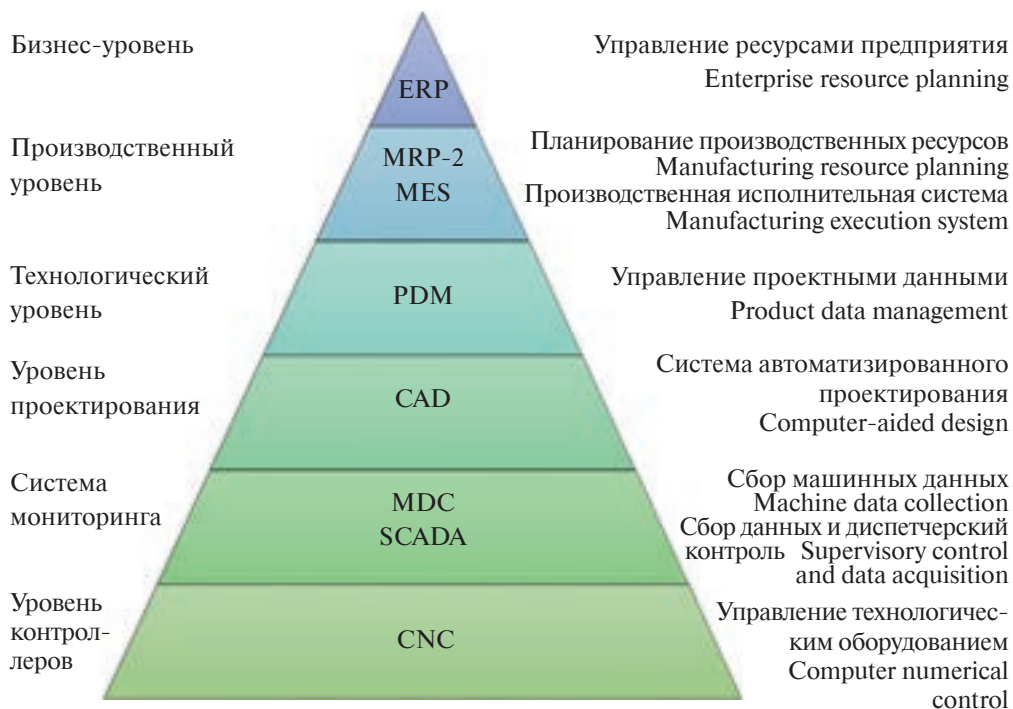 Бизнес-уровень
ERP
Управление ресурсами предприятия
Enterprise resource planning
Производственный
уровень
MRP-2
MES
Планирование производственных ресурсов
Manufacturing resource planning
Производственная исполнительная система
Manufacturing execution system
Технологический
уровень
PDM
Управление проектными данными
Product data management
Уровень
проектирования
CAD
Система автоматизированного
проектирования
Computer-aided design
Система
мониторинга
MDC
SCADA
Сбор машинных данных
Machine data collection
Сбор данных и диспетчерский
контроль Supervisory control
and data acquisition
Уровень
контрол-
леров
CNC
Управление технологичес-
ким оборудованием
Computer numerical
control